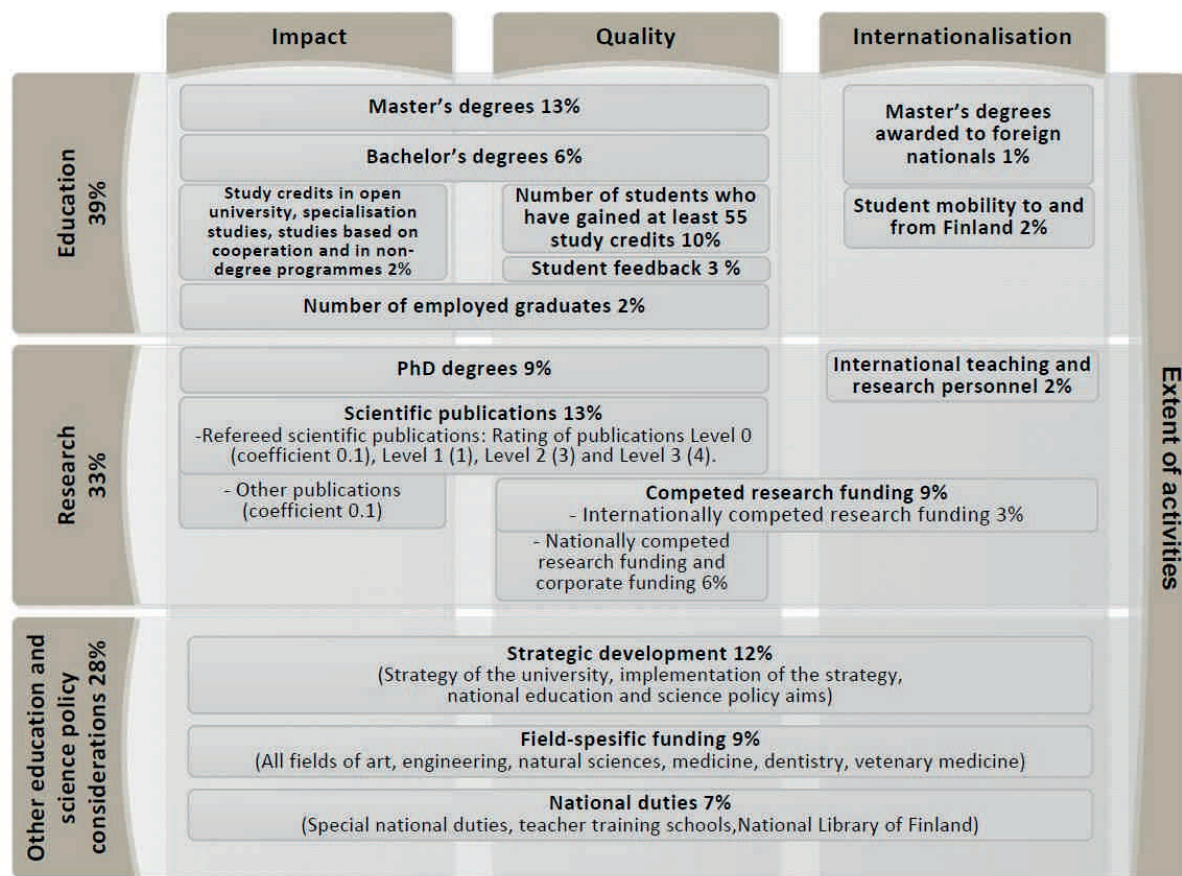 Impact
Quality
Internationalisation
Education
39%
Master's degrees 13%
Bachelor's degrees 6%
Study credits in open
university, specialisation
studies, studies based on
cooperation and in non-
degree programmes 2%
Number of students who
have gained at least 55
study credits 10%
Student feedback 3 %
Number of employed graduates 2%
Master's degrees
awarded to foreign
nationals 1%
Student mobility to and
from Finland 2%
Research
33%
PhD degrees 9%
Scientific publications 13%
-Refereed scientific publications: Rating of publications Level 0
(coefficient 0.1), Level 1 (1), Level 2 (3) and Level 3 (4).
- Other publications
(coefficient 0.1)
International teaching and
research personnel 2%
Competed research funding 9%
- Internationally competed research funding 3%
- Nationally competed
research funding and
corporate funding 6%
Other education and
science policy
considerations 28%
Strategic development 12%
(Strategy of the university, implementation of the strategy,
national education and science policy aims)
Field-spesific funding 9%
(All fields of art, engineering, natural sciences, medicine, dentistry, vetenary medicine)
National duties 7%
(Special national duties, teacher training schools,National Library of Finland)
Extent of activities